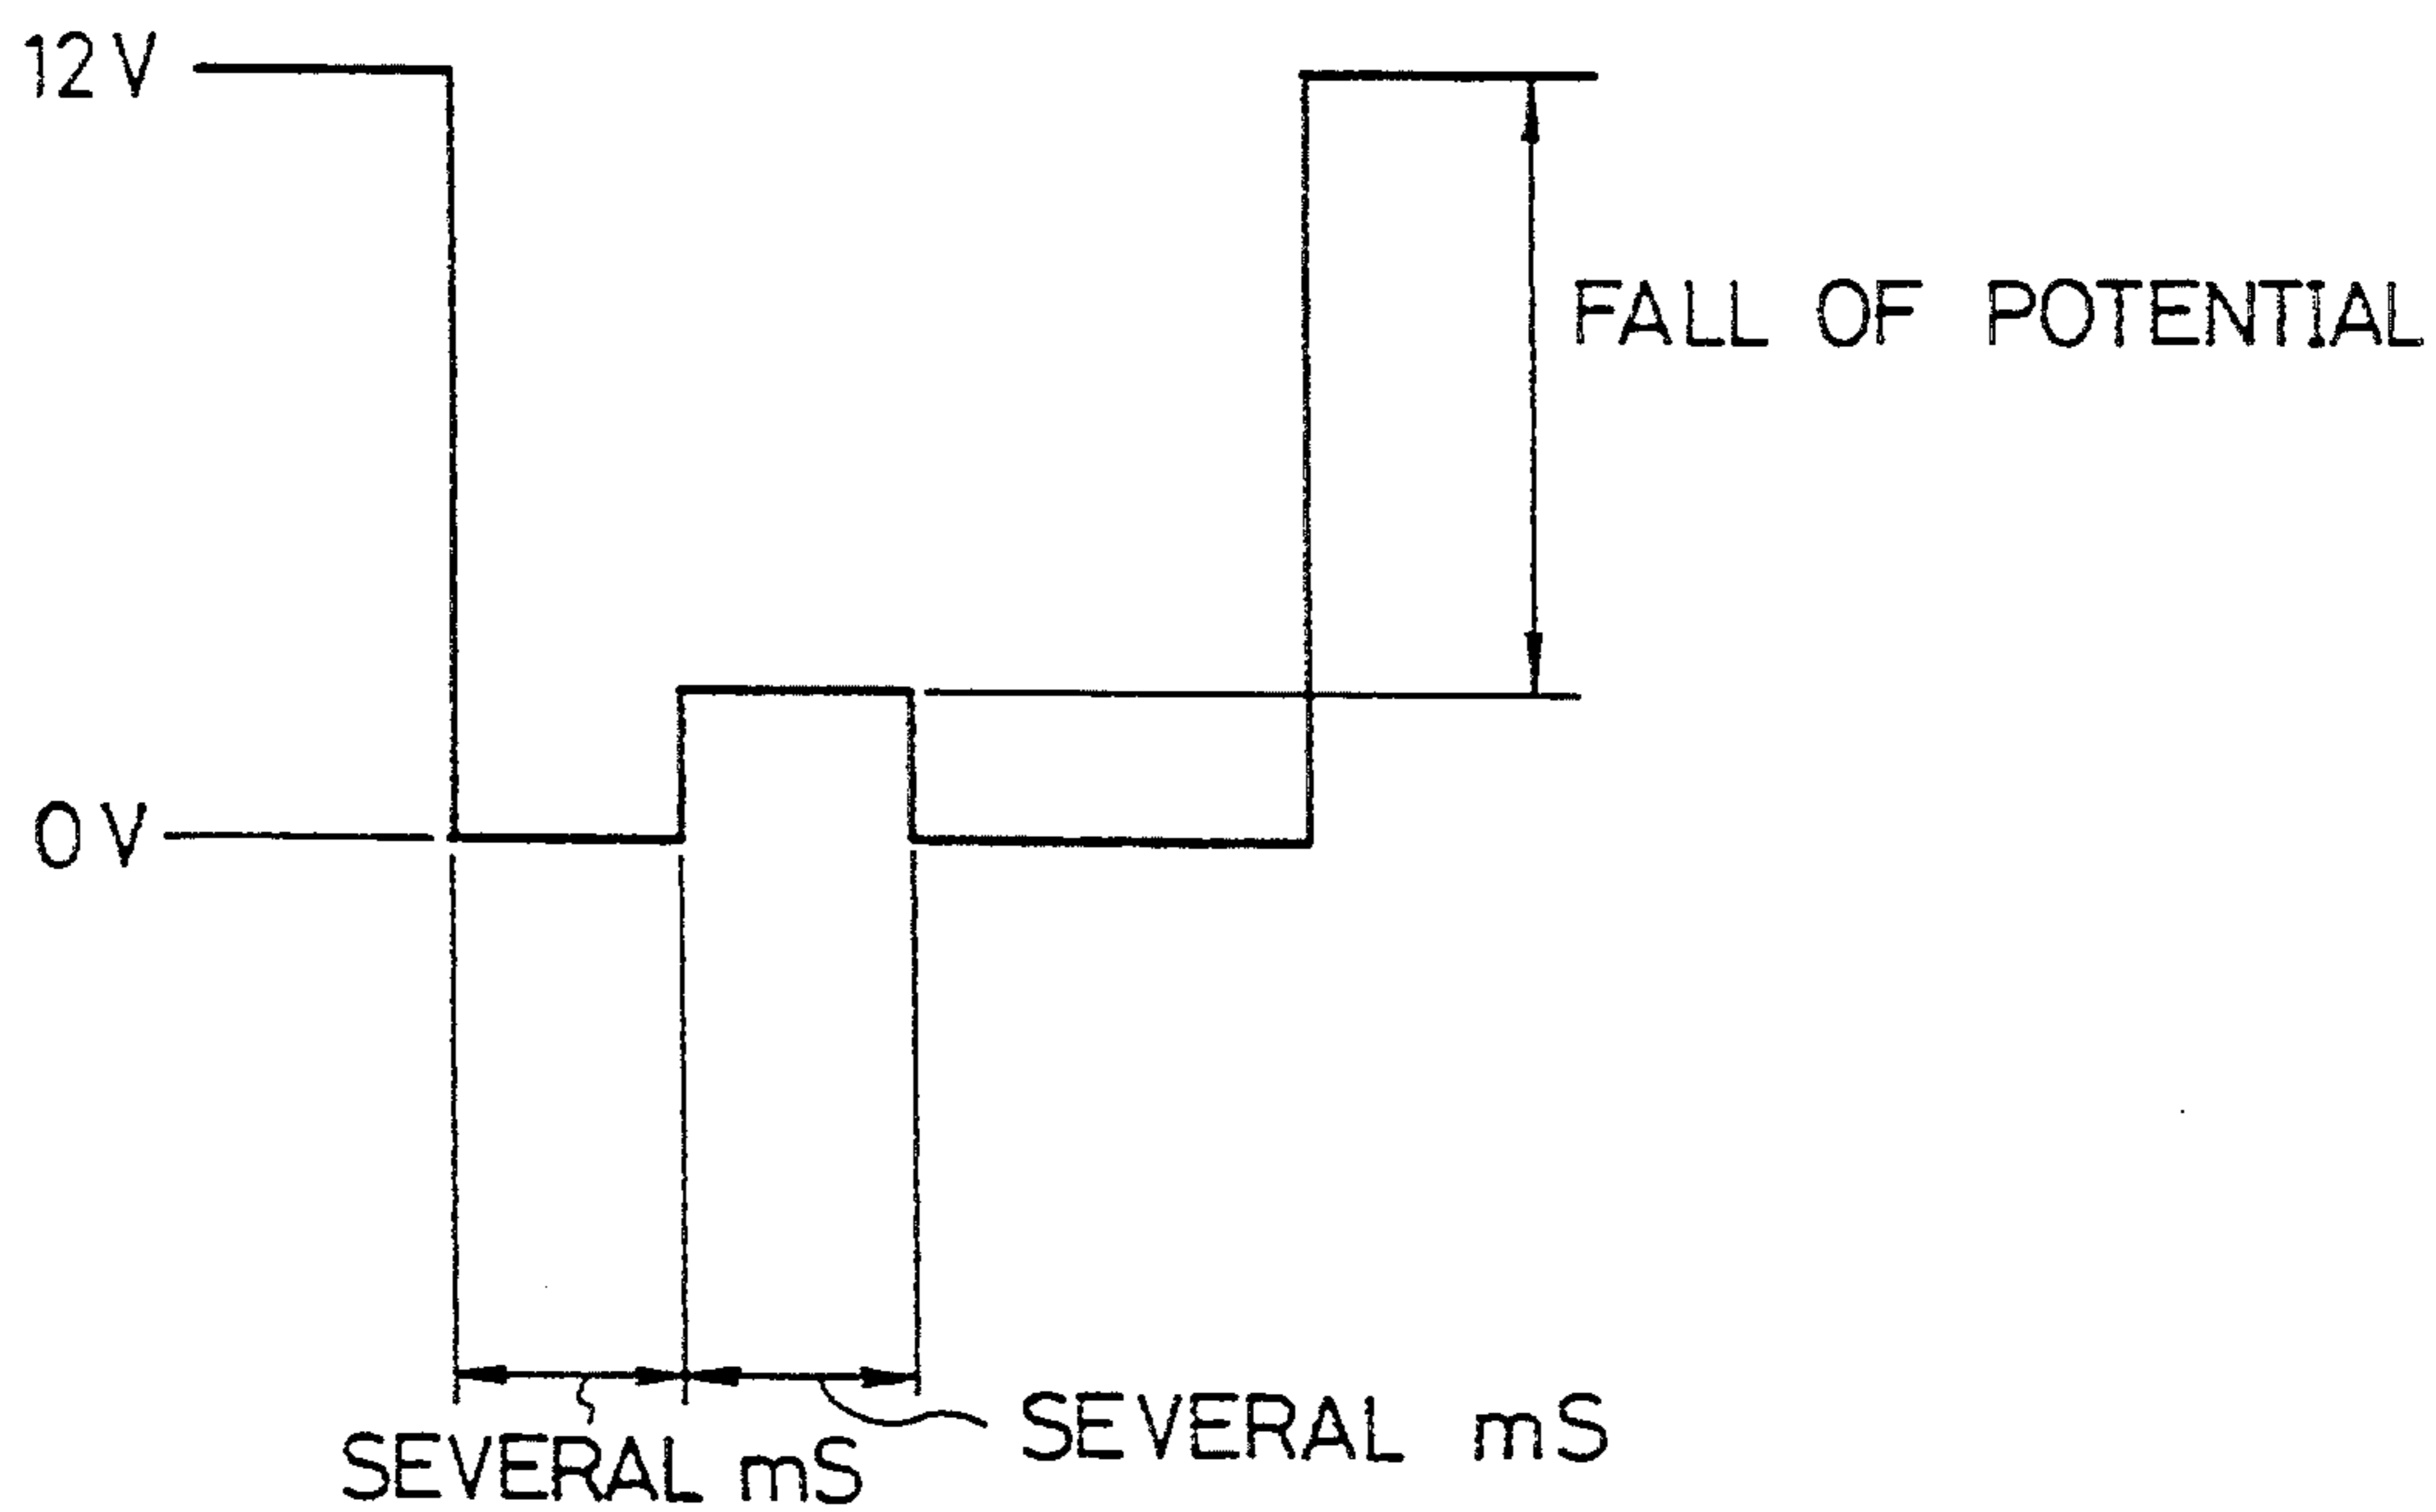 12V
FALL OF POTENTIAL
0V
SEVERAL mS
SEVERAL mS